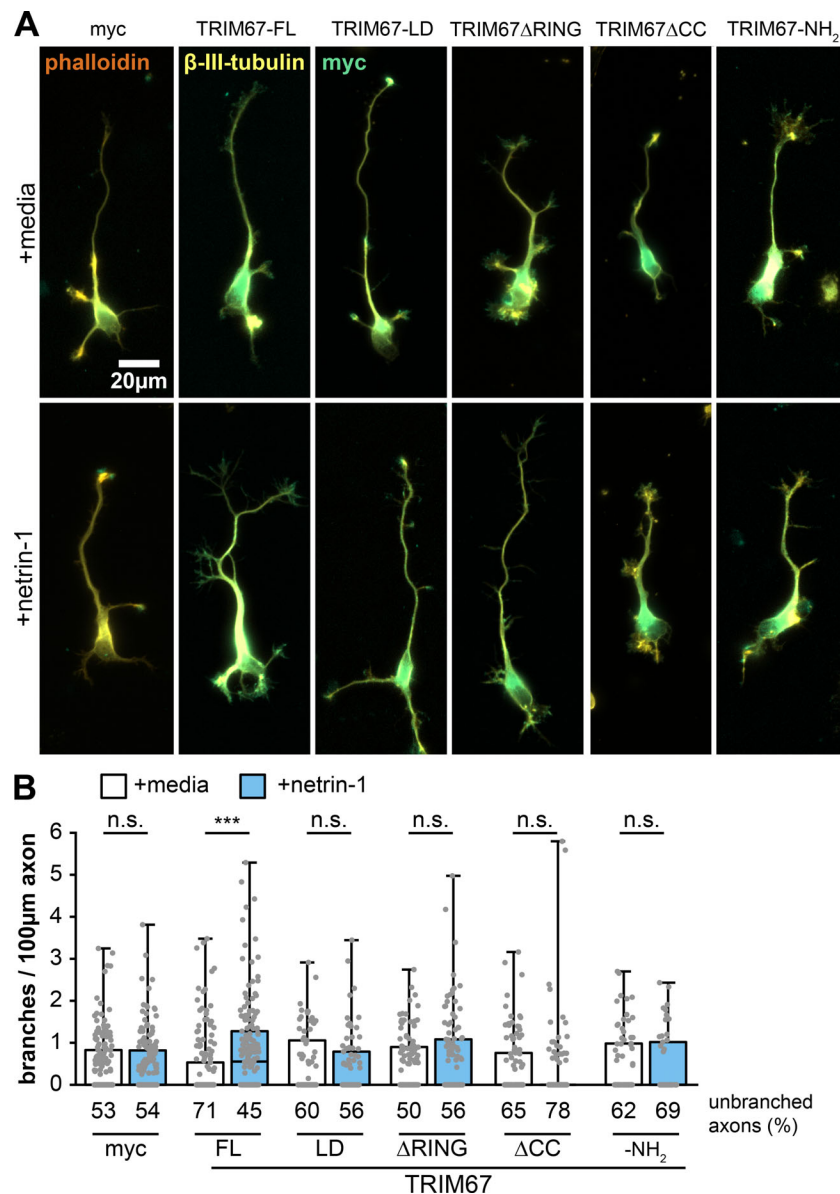 A
myc TRIM67-FL TRIM67-LD TRIM67ΔRING TRIM67ΔCC TRIM67-NH₂
phalloidin β-III-tubulin myc
+media
20µm
+netrin-1
B
+media +netrin-1
n.s. *** n.s. n.s. n.s. n.s.
branches / 100µm axon
6
5
4
3
2
1
0
53 54 71 45 60 56 50 56 65 78 62 69 unbranched
axons (%)
myc FL LD ΔRING ΔCC -NH₂
TRIM67